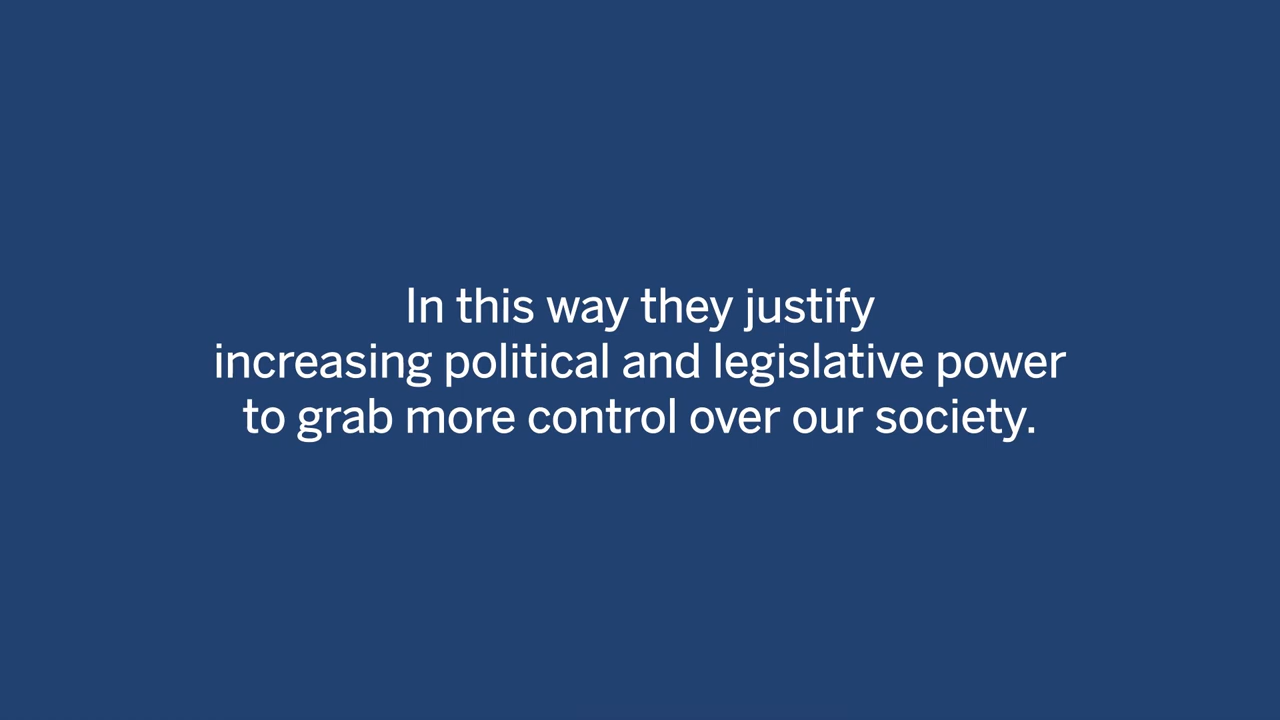 In this way they justify
increasing political and legislative power
to grab more control over our society.